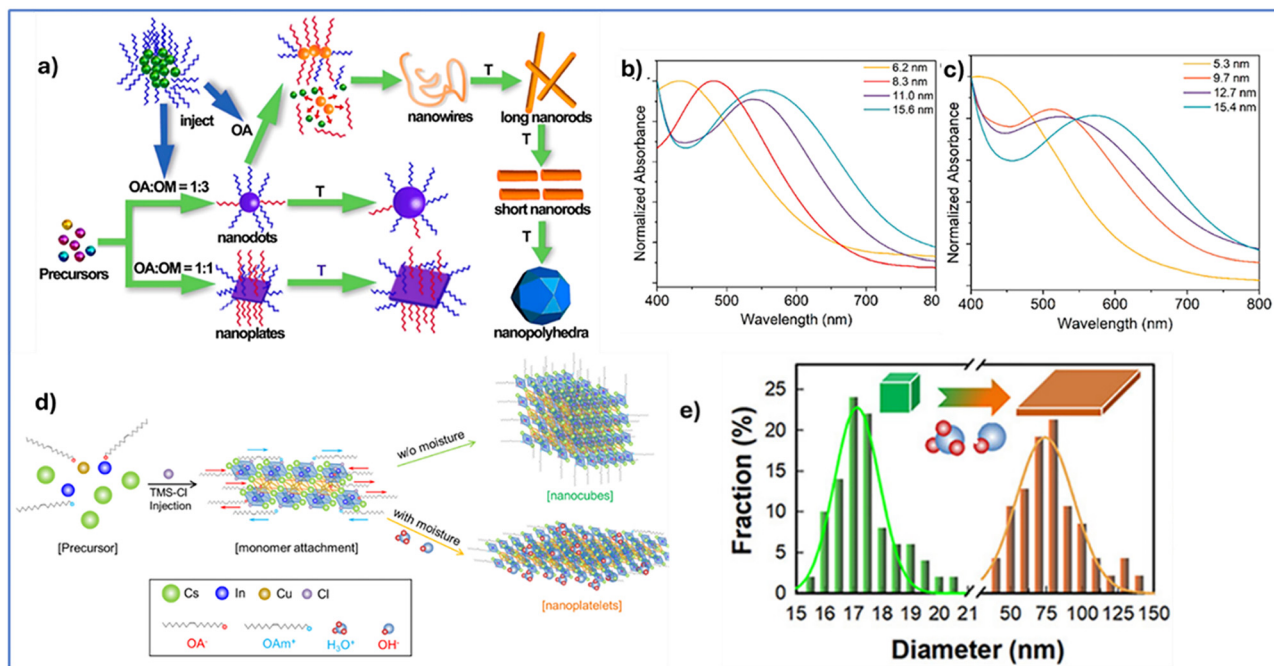 a)
inject
OA
nanowires
T
long nanorods
T
short nanorods
T
nanopolyhedra
OA:OM = 1:3
nanodots
T
Precursors
OA:OM = 1:1
nanoplates
T
b)
6.2 nm
8.3 nm
11.0 nm
15.6 nm
Normalized Absorbance
400 500 600 700 80
Wavelength (nm)
c)
5.3 nm
9.7 nm
12.7 nm
15.4 nm
Normalized Absorbance
400 500 600 700 800
Wavelength (nm)
d)
TMS-Cl
Injection
[Precursor]
[monomer attachment]
w/o moisture
[nanocubes]
with moisture
[nanoplatelets]
Cs In Cu Cl
OA⁻ OAm⁺ H₃O⁺ OH⁻
e)
Fraction (%)
25
20
15
10
5
0
15 16 17 18 19 20 21 50 75 100 125 150
Diameter (nm)